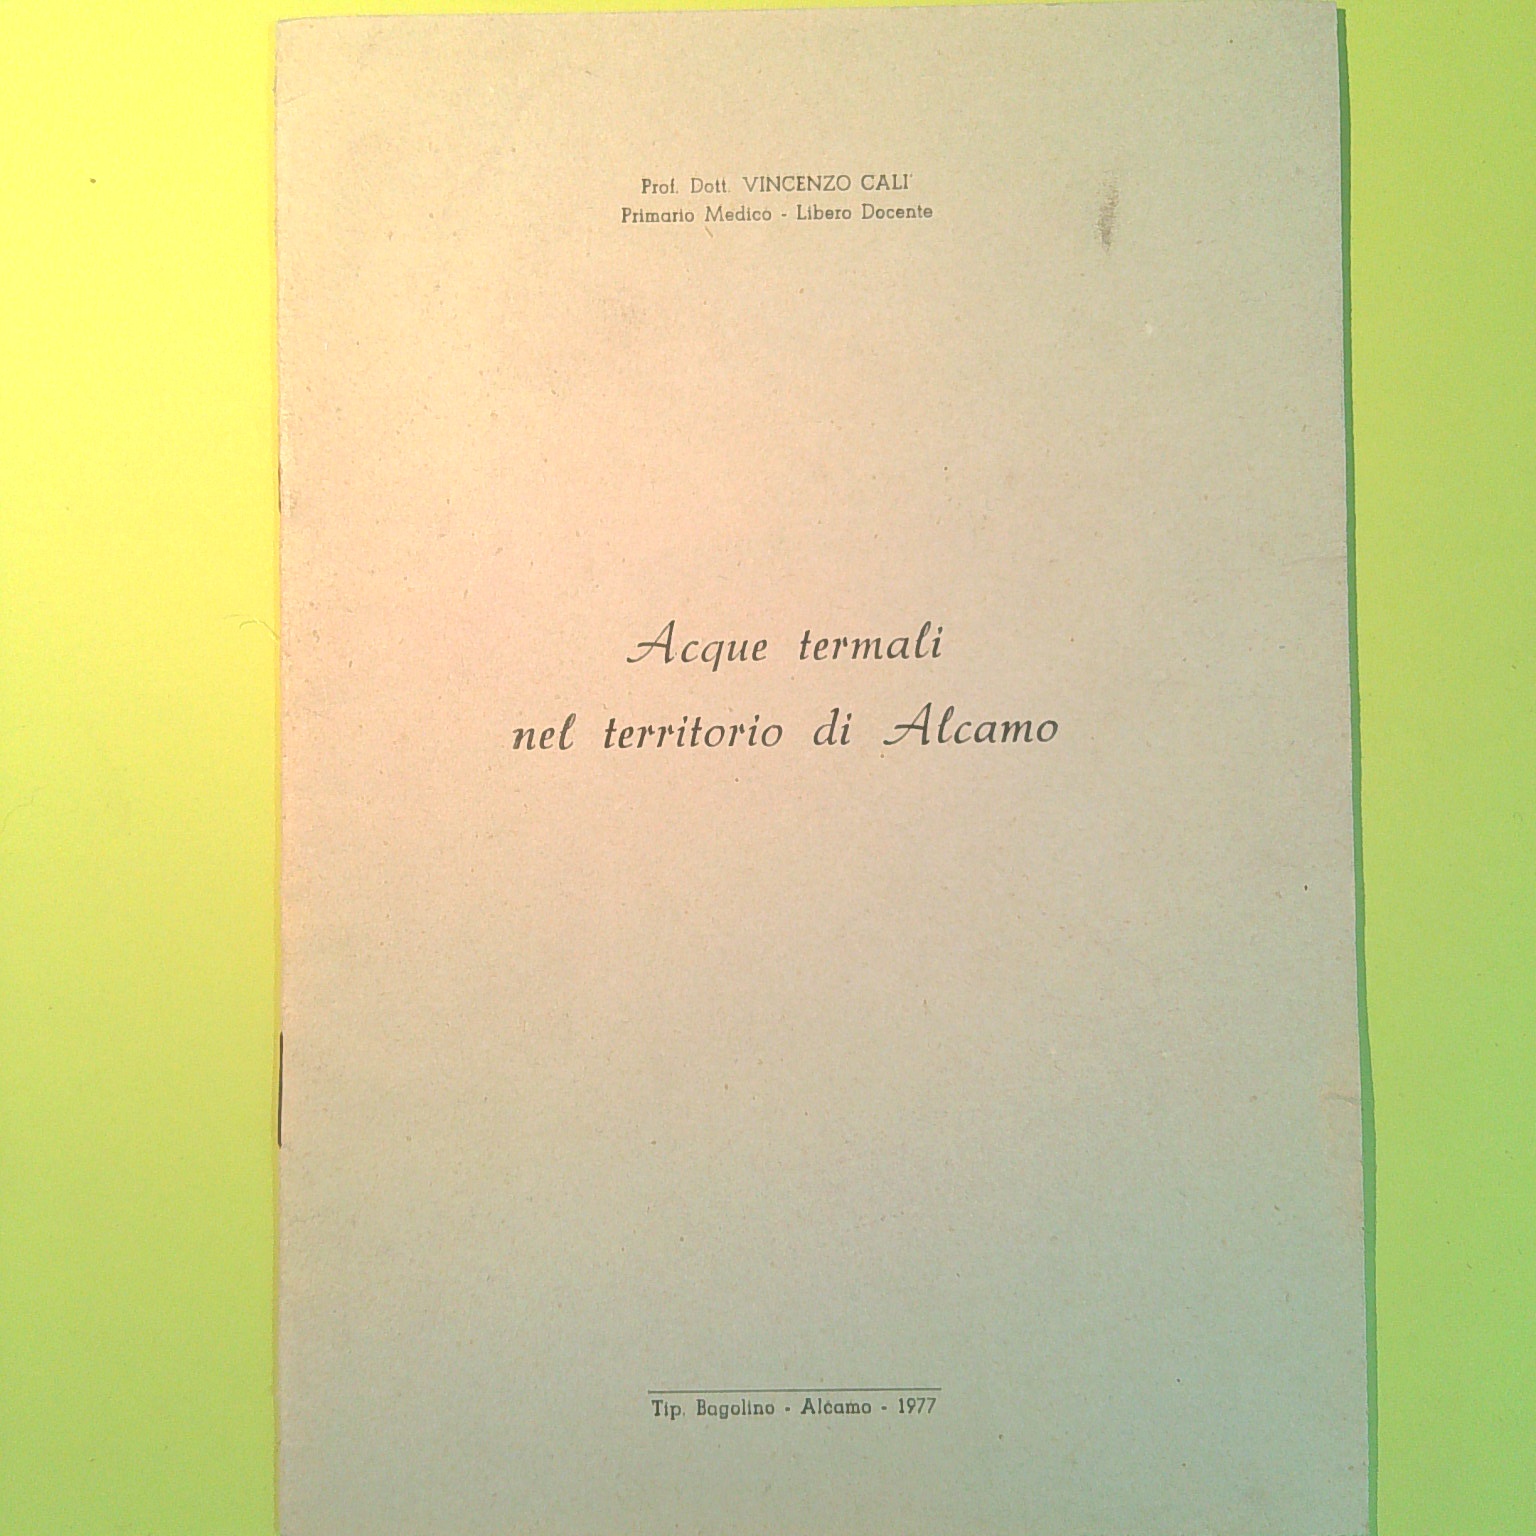 Prof. Dott. VINCENZO CALI'
Primario Medico - Libero Docente
Acque termali
nel territorio di Alcamo
Tip. Bagolino - Alcamo - 1977